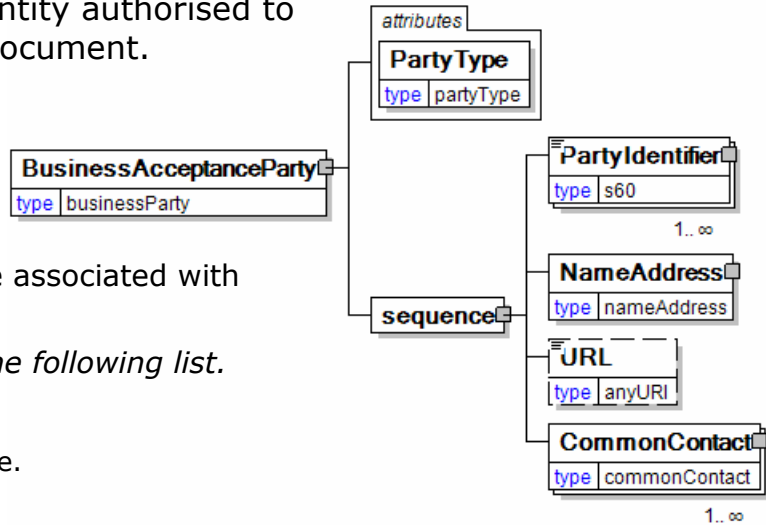 ntity authorised to
ocument.
attributes
PartyType
type partyType
BusinessAcceptanceParty
type businessParty
PartyIdentifier
type s60
1.. ∞
e associated with
NameAddress
type nameAddress
sequence
ne following list.
URL
type anyURI
e.
CommonContact
type commonContact
1.. ∞